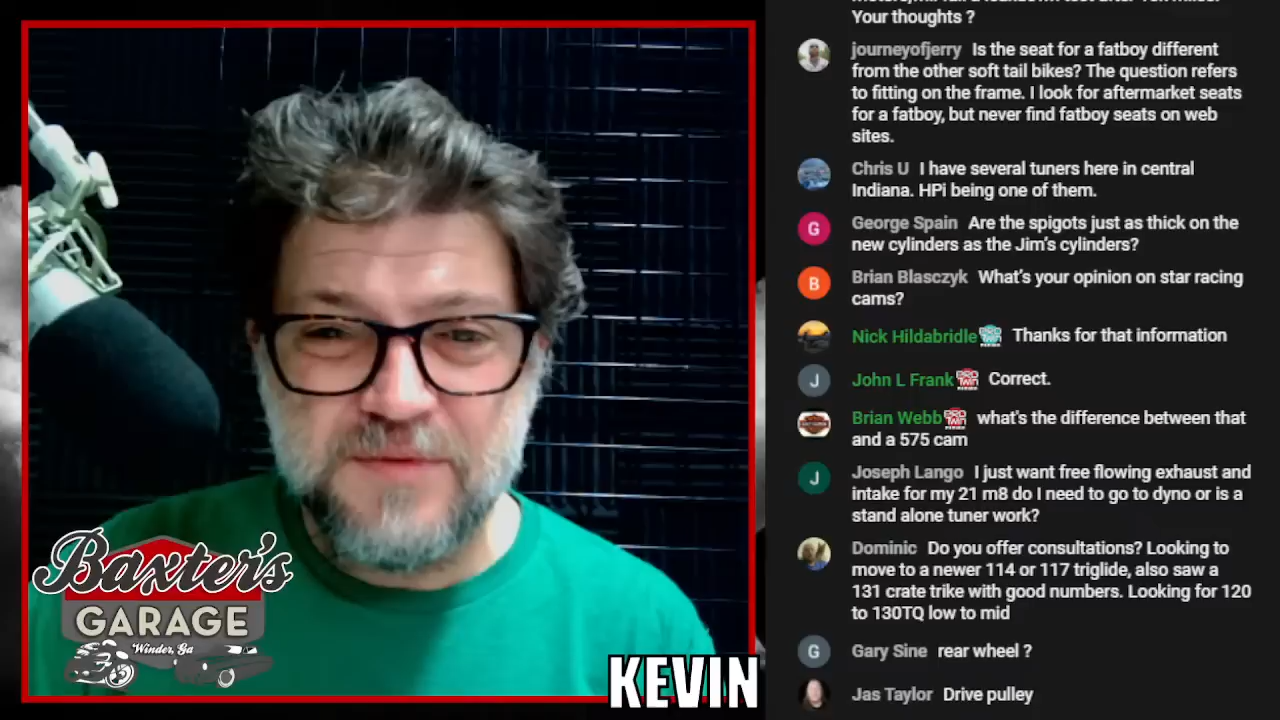 Your thoughts ?
journeyofjerry Is the seat for a fatboy different
from the other soft tail bikes? The question refers
to fitting on the frame. I look for aftermarket seats
for a fatboy, but never find fatboy seats on web
sites.
Chris U I have several tuners here in central
Indiana. HPi being one of them.
G George Spain Are the spigots just as thick on the
new cylinders as the Jim's cylinders?
B Brian Blasczyk What's your opinion on star racing
cams?
Nick Hildabridle Thanks for that information
J John L Frank Correct.
Brian Webb what's the difference between that
and a 575 cam
J Joseph Lango I just want free flowing exhaust and
intake for my 21 m8 do I need to go to dyno or is a
stand alone tuner work?
Dominic Do you offer consultations? Looking to
move to a newer 114 or 117 triglide, also saw a
131 crate trike with good numbers. Looking for 120
to 130TQ low to mid
G Gary Sine rear wheel ?
Jas Taylor Drive pulley
Baxter's
GARAGE
Winder, Ga
KEVIN